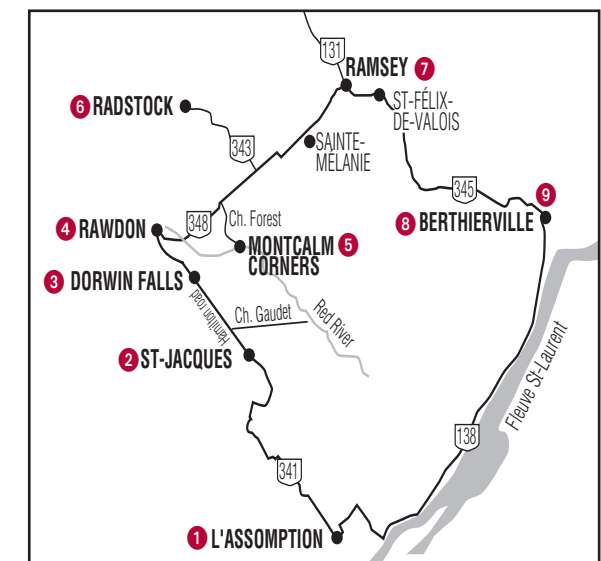 131
RAMSEY 7
ST-FÉLIX-
DE-VALOIS
6 RADSTOCK
SAINTE-
MÉLANIE
343
345
9
8 BERTHIERVILLE
348
Ch. Forest
4 RAWDON
MONTCALM 5
CORNERS
3 DORWIN FALLS
Hamilton road
Ch. Gaudet
Red River
2 ST-JACQUES
Fleuve St-Laurent
138
341
1 L'ASSOMPTION